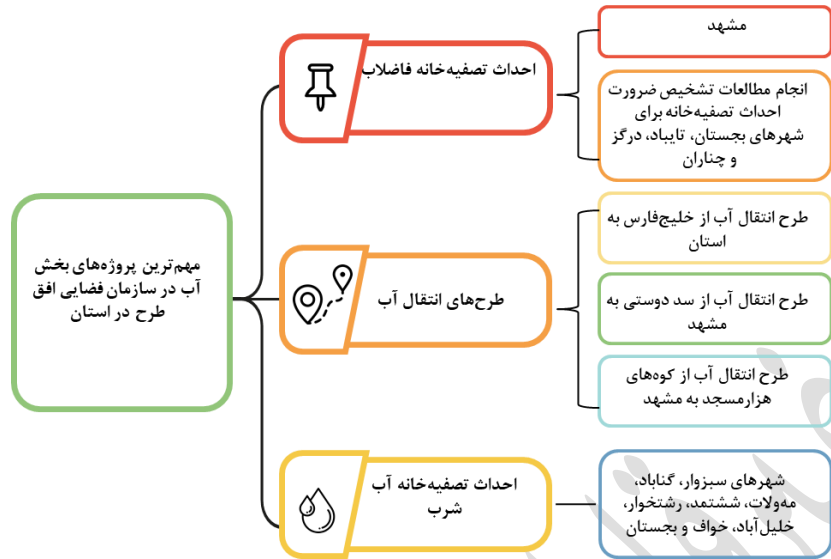 مهم‌ترین پروژه‌های بخش
آب در سازمان فضایی افق
طرح در استان
احداث تصفیه‌خانه فاضلاب
مشهد
انجام مطالعات تشخیص ضرورت
احداث تصفیه‌خانه برای
شهرهای بجستان، تایباد، درگز
و چناران
طرح‌های انتقال آب
طرح انتقال آب از خلیج‌فارس به
استان
طرح انتقال آب از سد دوستی به
مشهد
طرح انتقال آب از کوه‌های
هزارمسجد به مشهد
احداث تصفیه‌خانه آب
شرب
شهرهای سبزوار، گناباد،
مه‌ولات، ششتمد، رشتخوار،
خلیل‌آباد، خواف و بجستان